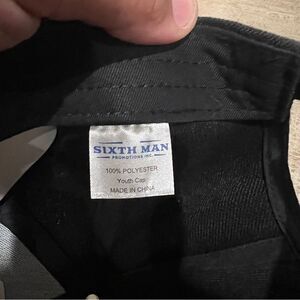 SIXTH MAN
PROMOTIONS INC.
100% POLYESTER
Youth Cap
MADE IN CHINA